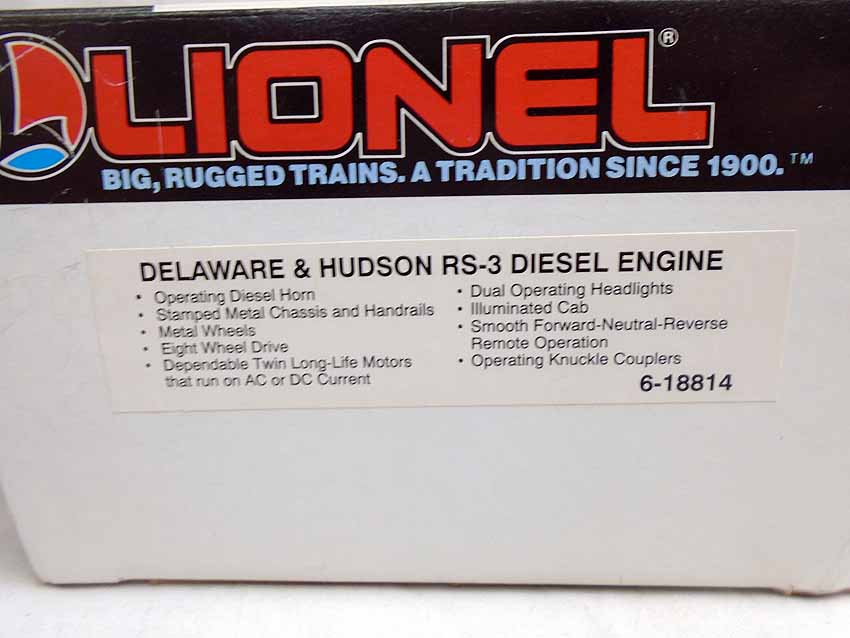 LIONEL®
BIG, RUGGED TRAINS. A TRADITION SINCE 1900.™
DELAWARE & HUDSON RS-3 DIESEL ENGINE
• Operating Diesel Horn
• Stamped Metal Chassis and Handrails
• Metal Wheels
• Eight Wheel Drive
• Dependable Twin Long-Life Motors
that run on AC or DC Current
• Dual Operating Headlights
• Illuminated Cab
• Smooth Forward-Neutral-Reverse
Remote Operation
• Operating Knuckle Couplers
6-18814